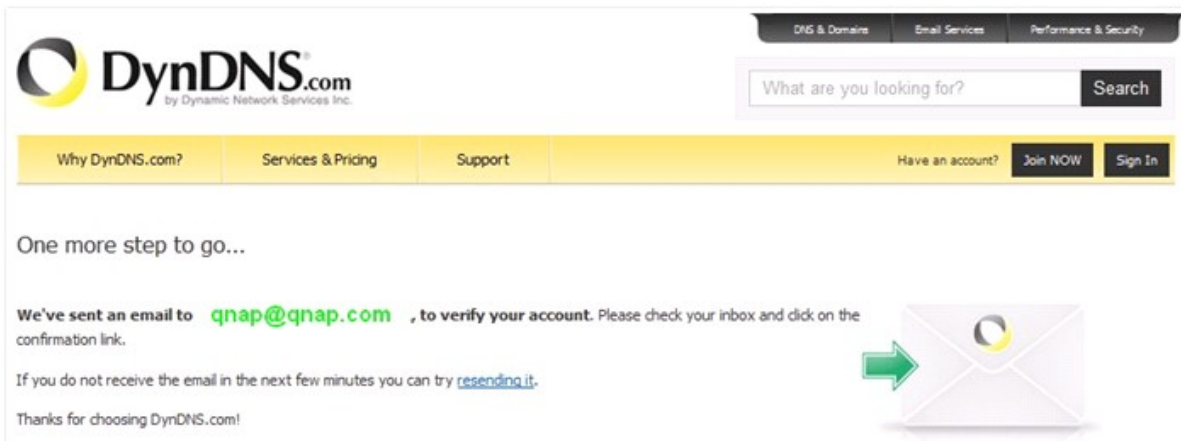 DNS & Domains Email Services Performance & Security
DynDNS.com
by Dynamic Network Services Inc.
What are you looking for? Search
Why DynDNS.com? Services & Pricing Support Have an account? Join NOW Sign In
One more step to go...
We've sent an email to qnap@qnap.com , to verify your account. Please check your inbox and click on the
confirmation link.
If you do not receive the email in the next few minutes you can try resending it.
Thanks for choosing DynDNS.com!